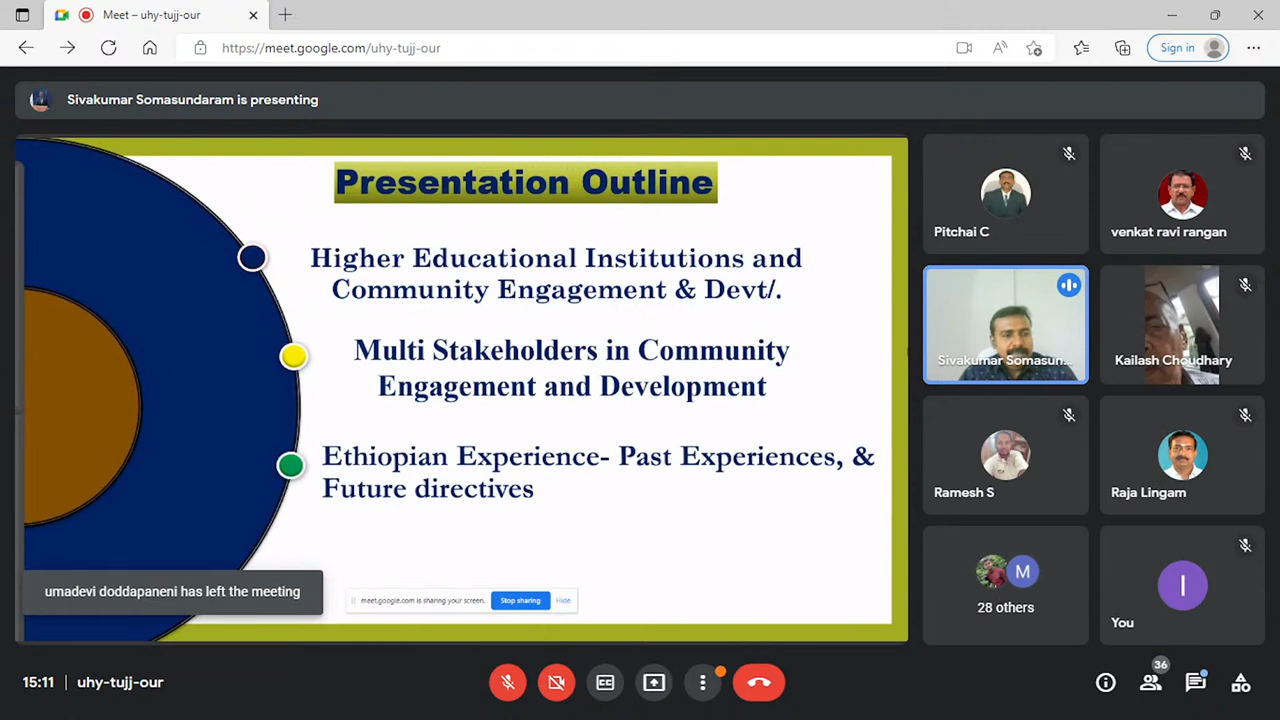 Meet – uhy-tujj-our
https://meet.google.com/uhy-tujj-our
Sign in
Sivakumar Somasundaram is presenting
Presentation Outline
Higher Educational Institutions and
Community Engagement & Devt/.
Multi Stakeholders in Community
Engagement and Development
Ethiopian Experience- Past Experiences, &
Future directives
umadevi doddapaneni has left the meeting
meet.google.com is sharing your screen.
Stop sharing
Hide
Pitchai C
venkat ravi rangan
Sivakumar Somasun...
Kailash Choudhary
Ramesh S
Raja Lingam
M
28 others
I
You
15:11 | uhy-tujj-our
CC
36